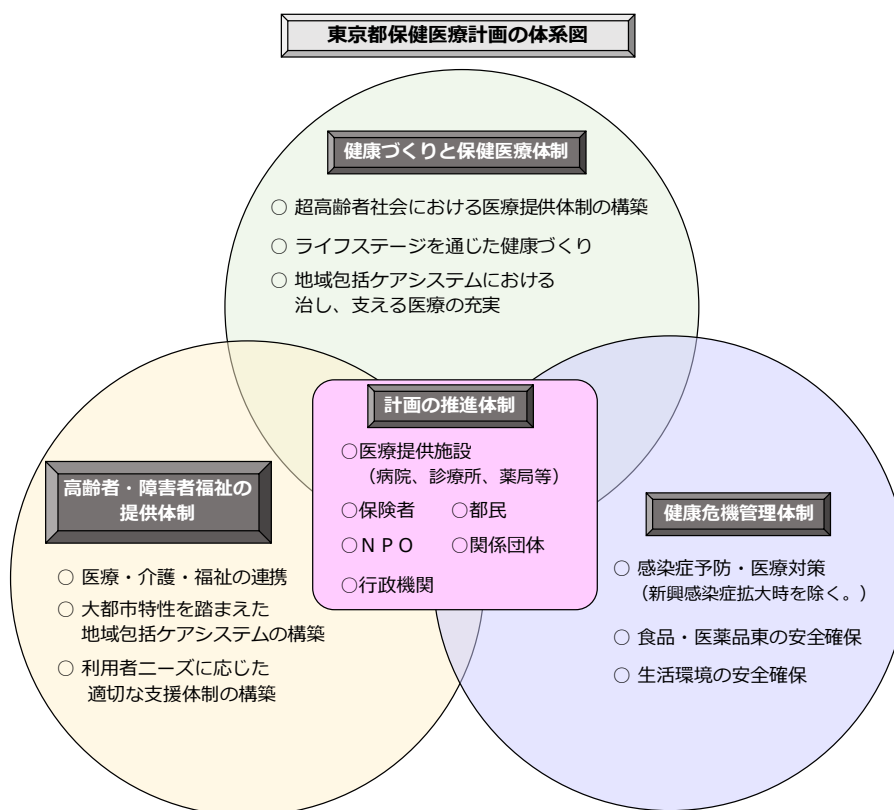 東京都保健医療計画の体系図
健康づくりと保健医療体制
○ 超高齢者社会における医療提供体制の構築
○ ライフステージを通じた健康づくり
○ 地域包括ケアシステムにおける
治し、支える医療の充実
計画の推進体制
○医療提供施設
(病院、診療所、薬局等)
○保険者 ○都民
○NPO ○関係団体
○行政機関
高齢者・障害者福祉の
提供体制
○ 医療・介護・福祉の連携
○ 大都市特性を踏まえた
地域包括ケアシステムの構築
○ 利用者ニーズに応じた
適切な支援体制の構築
健康危機管理体制
○ 感染症予防・医療対策
(新興感染症拡大時を除く。)
○ 食品・医薬品東の安全確保
○ 生活環境の安全確保